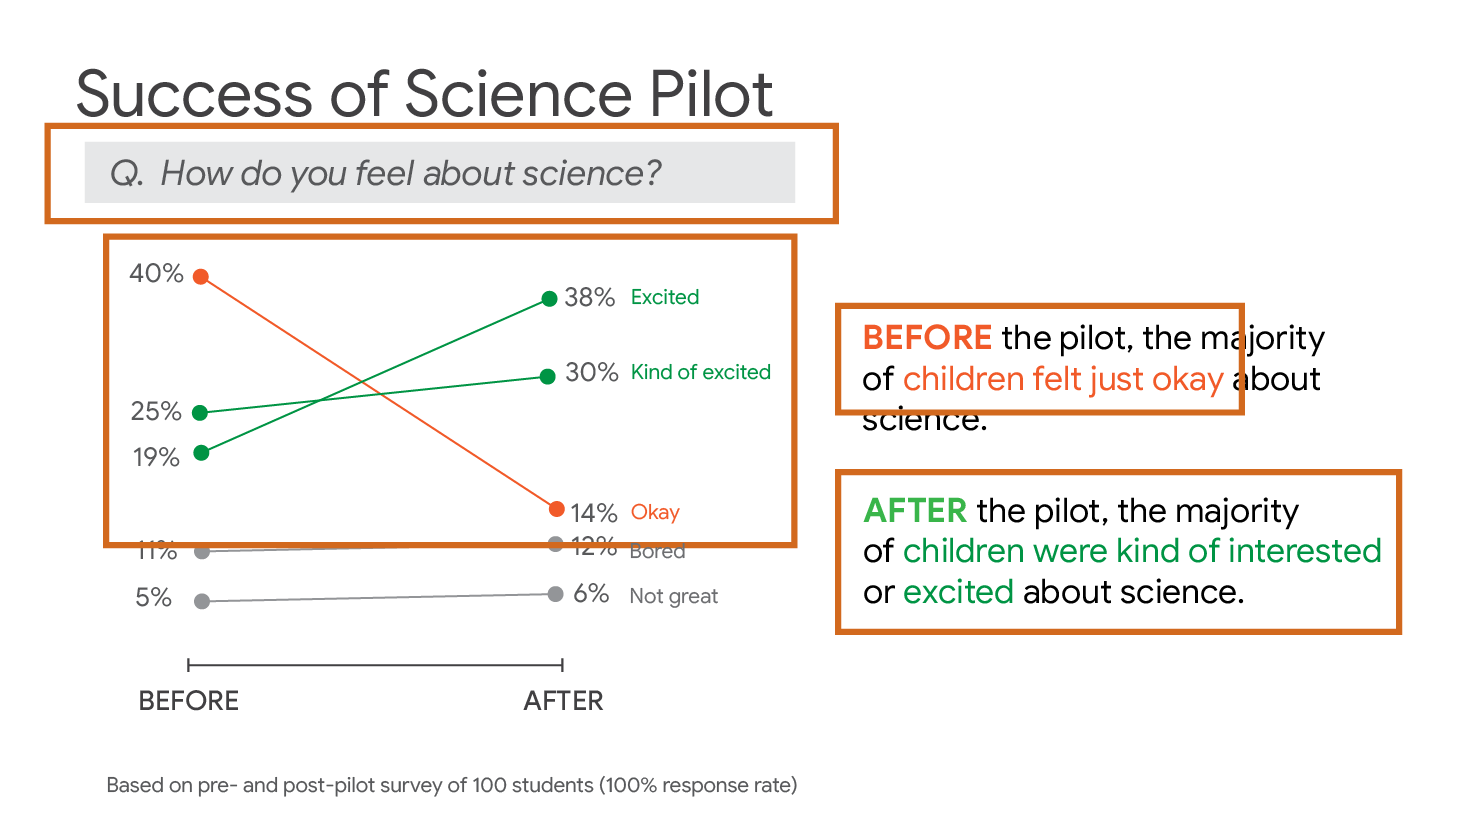 Success of Science Pilot
Q. How do you feel about science?
40%
38% Excited
30% Kind of excited
25%
19%
14% Okay
11%
12% Bored
5%
6% Not great
BEFORE
AFTER
BEFORE the pilot, the majority
of children felt just okay about
science.
AFTER the pilot, the majority
of children were kind of interested
or excited about science.
Based on pre- and post-pilot survey of 100 students (100% response rate)